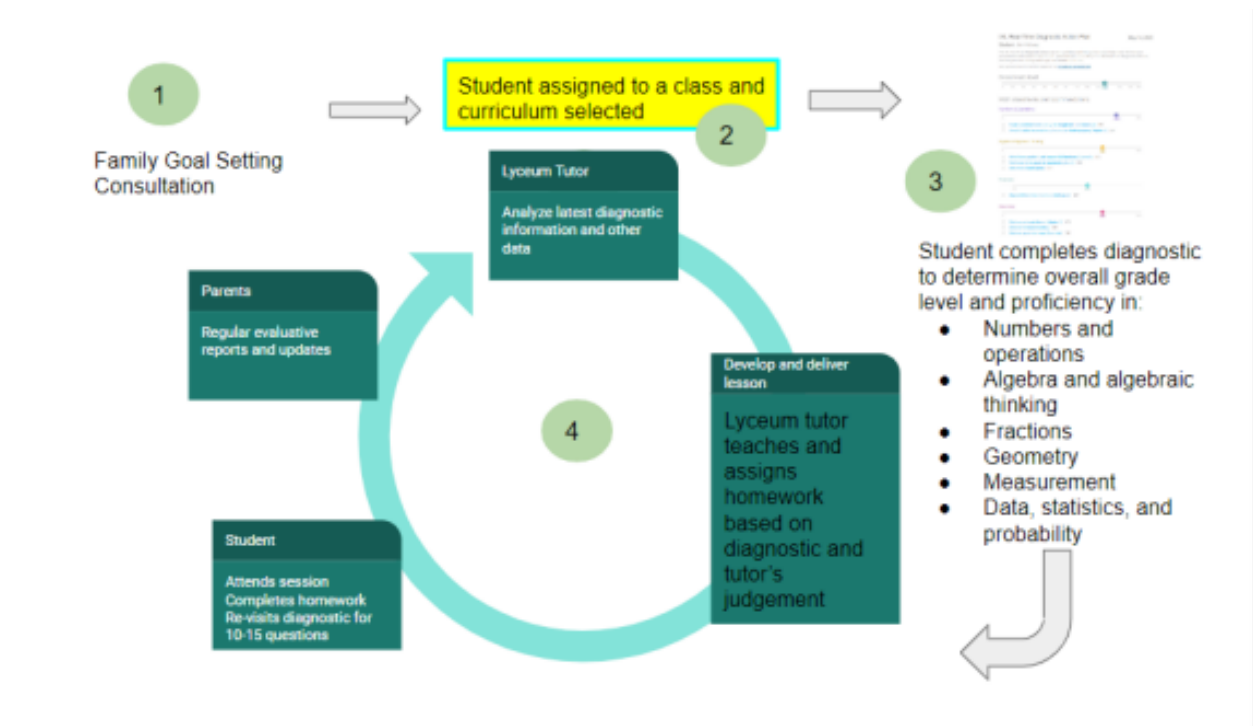 1
Family Goal Setting
Consultation
Student assigned to a class and
curriculum selected
2
3
Student completes diagnostic
to determine overall grade
level and proficiency in:
● Numbers and
operations
● Algebra and algebraic
thinking
● Fractions
● Geometry
● Measurement
● Data, statistics, and
probability
4
Lyceum Tutor
Analyze latest diagnostic
information and other
data
Develop and deliver
lesson
Lyceum tutor
teaches and
assigns
homework
based on
diagnostic and
tutor's
judgement
Student
Attends session
Completes homework
Re-visits diagnostic for
10-15 questions
Parents
Regular evaluative
reports and updates